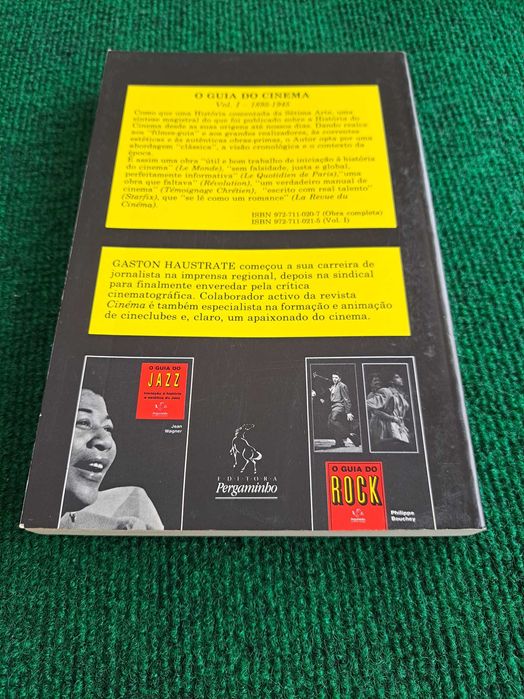 O GUIA DO CINEMA
Vol. I - 1895-1945
Como que uma História comentada da Sétima Arte, uma
síntese magistral do que foi publicado sobre a História do
Cinema desde as suas origens até nossos dias. Dando realce
aos "filmes-guia" e aos grandes realizadores, às correntes
estéticas e às autênticas obras-primas, o Autor opta por uma
abordagem "clássica", a visão cronológica e o contexto da
época.
É assim uma obra "útil e bom trabalho de iniciação à história
do cinema" (Le Monde), "sem falsidade, justa e global,
perfeitamente informativa" (Le Quotidien de Paris),"uma
obra que faltava" (Révolution), "um verdadeiro manual de
cinema" (Témoignage Chrétien), "escrito com real talento"
(Starfix), que "se lê como um romance" (La Revue du
Cinéma).
ISBN 972-711-020-7 (Obra completa)
ISBN 972-711-021-5 (Vol. I)
GASTON HAUSTRATE começou a sua carreira de
jornalista na imprensa regional, depois na sindical
para finalmente enveredar pela crítica
cinematográfica. Colaborador activo da revista
Cinéma é também especialista na formação e animação
de cineclubes e, claro, um apaixonado do cinema.
O GUIA DO
JAZZ
iniciação à história
e estética do Jazz
Jean
Wagner
EDITORA
Pergaminho
O GUIA DO
ROCK
Philippe
Bouchey